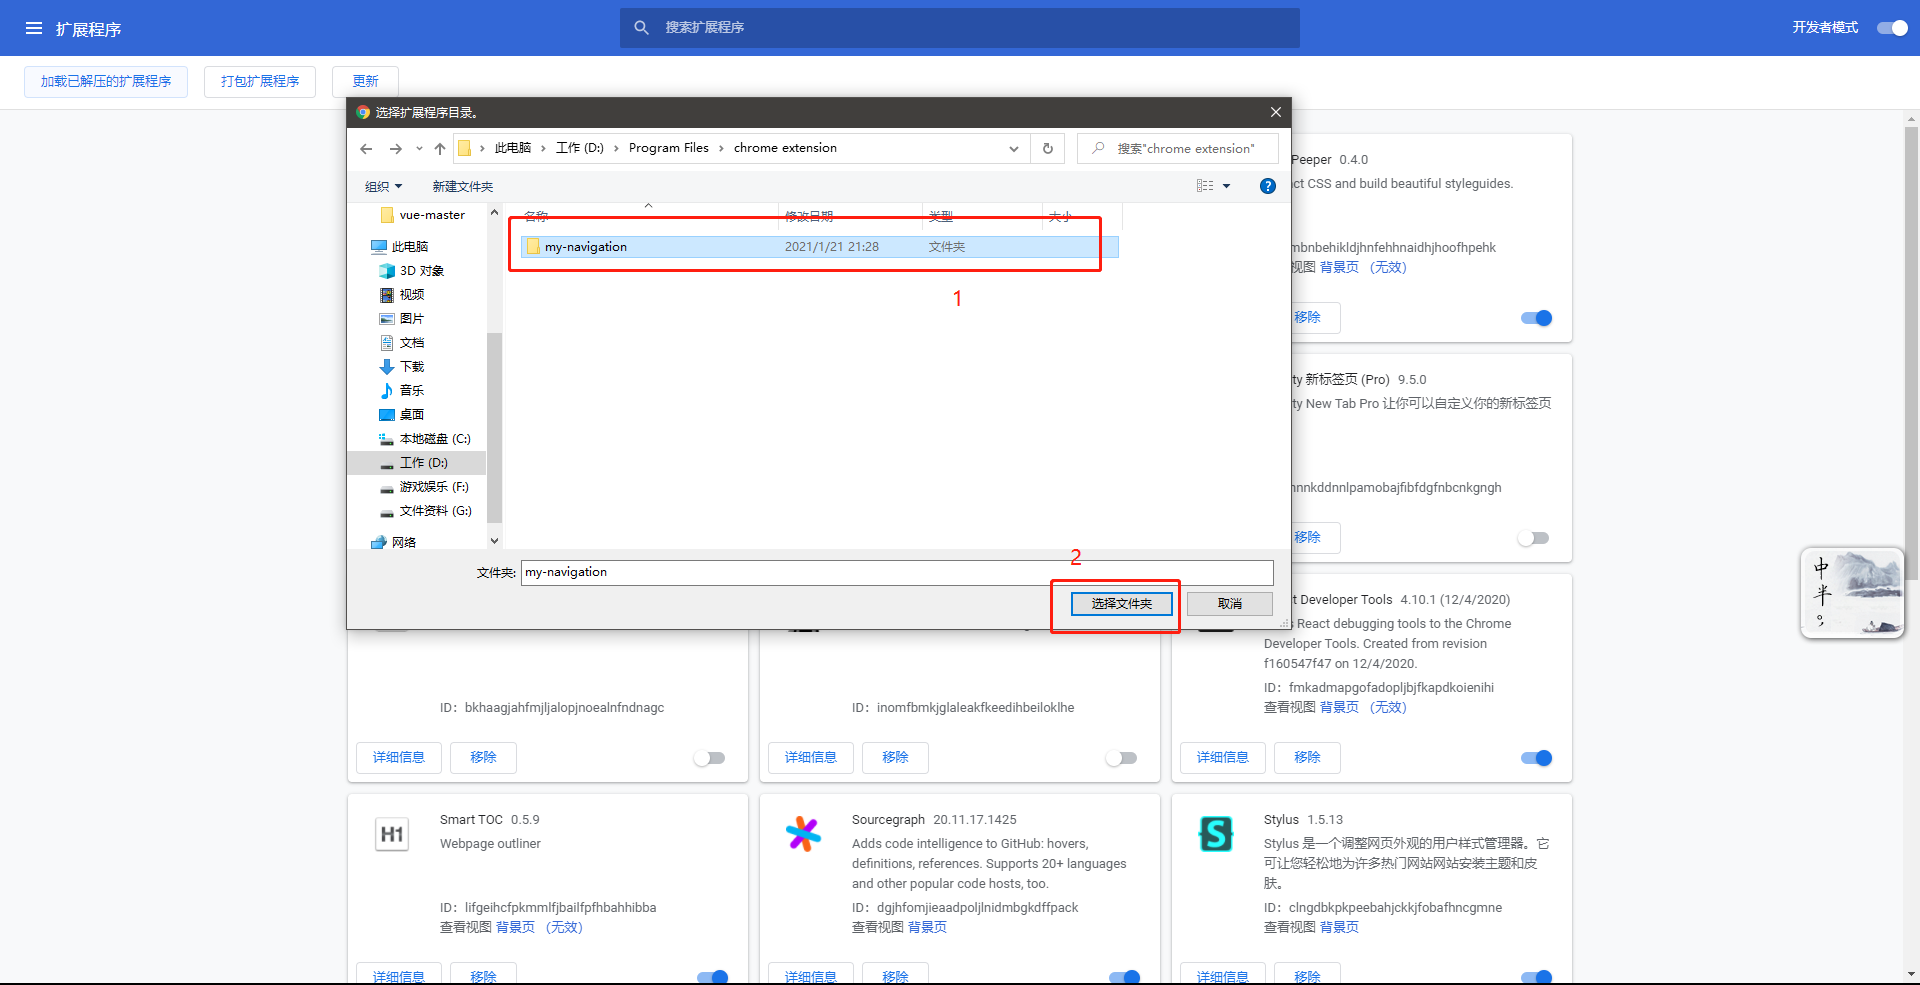 扩展程序
搜索扩展程序
开发者模式
加载已解压的扩展程序
打包扩展程序
更新
选择扩展程序目录。
此电脑 › 工作 (D:) › Program Files › chrome extension
搜索"chrome extension"
组织
新建文件夹
vue-master
此电脑
3D 对象
视频
图片
文档
下载
音乐
桌面
本地磁盘 (C:)
工作 (D:)
游戏娱乐 (F:)
文件资料 (G:)
网络
名称 修改日期 类型 大小
my-navigation 2021/1/21 21:28 文件夹
1
文件夹: my-navigation
2
选择文件夹
取消
Peeper 0.4.0
ct CSS and build beautiful styleguides.
mbnbehikldjhnfehhnaidhjhoofhpehk
视图 背景页 (无效)
移除
ty 新标签页 (Pro) 9.5.0
ty New Tab Pro 让你可以自定义你的新标签页
nnkddnnlpamobajfibfdgfnbcnkgngh
移除
中
半
。
ID: bkhaagjahfmjljalopjnoealnfndnagc
详细信息
移除
ID: inomfbmkjglaleakfkeedihbeiloklhe
详细信息
移除
t Developer Tools 4.10.1 (12/4/2020)
s React debugging tools to the Chrome
Developer Tools. Created from revision
f160547f47 on 12/4/2020.
ID: fmkadmapgofadopljbjfkapdkoienihi
查看视图 背景页 (无效)
详细信息
移除
H1
Smart TOC 0.5.9
Webpage outliner
ID: lifgeihcfpkmmlfjbailfpfhbahhibba
查看视图 背景页 (无效)
详细信息
移除
Sourcegraph 20.11.17.1425
Adds code intelligence to GitHub: hovers,
definitions, references. Supports 20+ languages
and other popular code hosts, too.
ID: dgjhfomjieaadpoljlnidmbgkdffpack
查看视图 背景页
详细信息
移除
S
Stylus 1.5.13
Stylus 是一个调整网页外观的用户样式管理器。它
可让您轻松地为许多热门网站网站安装主题和皮
肤。
ID: clngdbkpkpeebahjckkjfobafhncgmne
查看视图 背景页
详细信息
移除